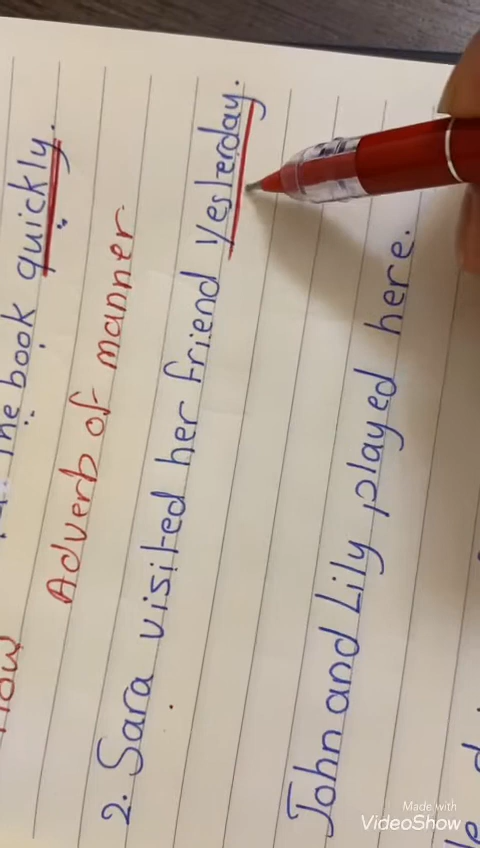 the book quickly.
How
Adverb of manner
2. Sara visited her friend yesterday.
John and Lily played here.
Made with
VideoShow